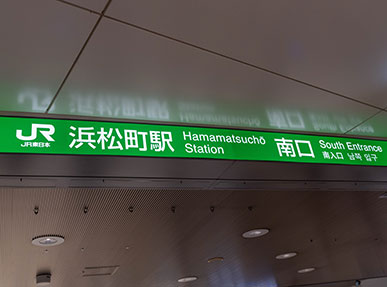 JR
JR東日本
浜松町駅
Hamamatsuchō
Station
南口
South Entrance
南入口 남쪽 입구